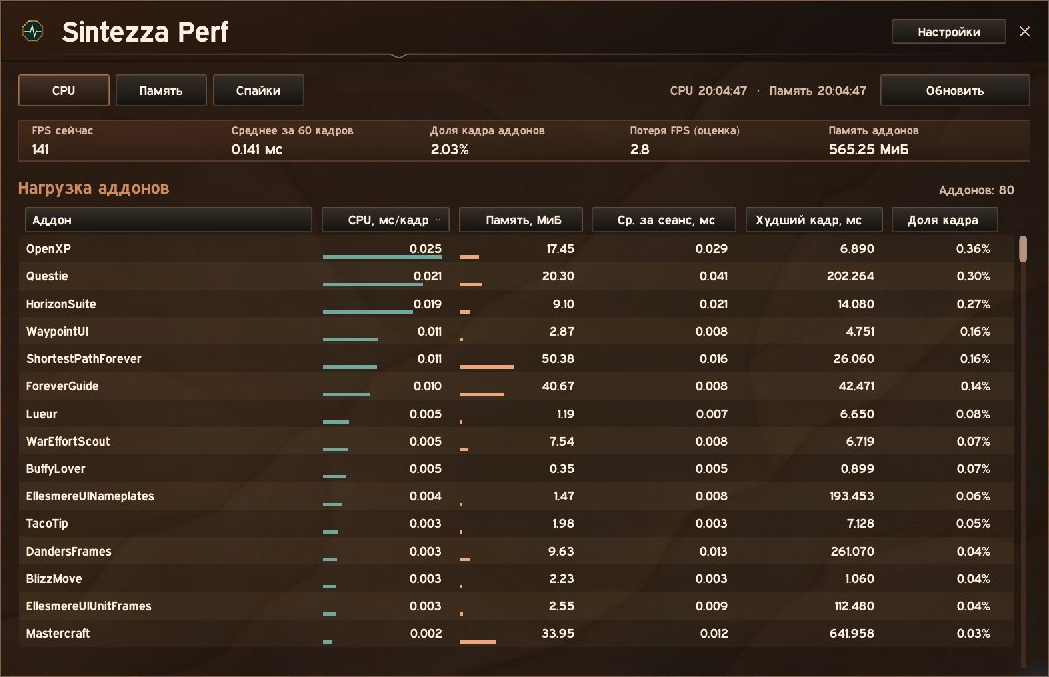 Sintezza Perf
Настройки
CPU Память Спайки CPU 20:04:47 · Память 20:04:47 Обновить
FPS сейчас Среднее за 60 кадров Доля кадра аддонов Потеря FPS (оценка) Память аддонов
141 0.141 мс 2.03% 2.8 565.25 МиБ
Нагрузка аддонов Аддонов: 80
Аддон CPU, мс/кадр Память, МиБ Ср. за сеанс, мс Худший кадр, мс Доля кадра
OpenXP 0.025 17.45 0.029 6.890 0.36%
Questie 0.021 20.30 0.041 202.264 0.30%
HorizonSuite 0.019 9.10 0.021 14.080 0.27%
WaypointUI 0.011 2.87 0.008 4.751 0.16%
ShortestPathForever 0.011 50.38 0.016 26.060 0.16%
ForeverGuide 0.010 40.67 0.008 42.471 0.14%
Lueur 0.005 1.19 0.007 6.650 0.08%
WarEffortScout 0.005 7.54 0.008 6.719 0.07%
BuffyLover 0.005 0.35 0.005 0.899 0.07%
EllesmereUINameplates 0.004 1.47 0.008 193.453 0.06%
TacoTip 0.003 1.98 0.003 7.128 0.05%
DandersFrames 0.003 9.63 0.013 261.070 0.04%
BlizzMove 0.003 2.23 0.003 1.060 0.04%
EllesmereUIUnitFrames 0.003 2.55 0.009 112.480 0.04%
Mastercraft 0.002 33.95 0.012 641.958 0.03%